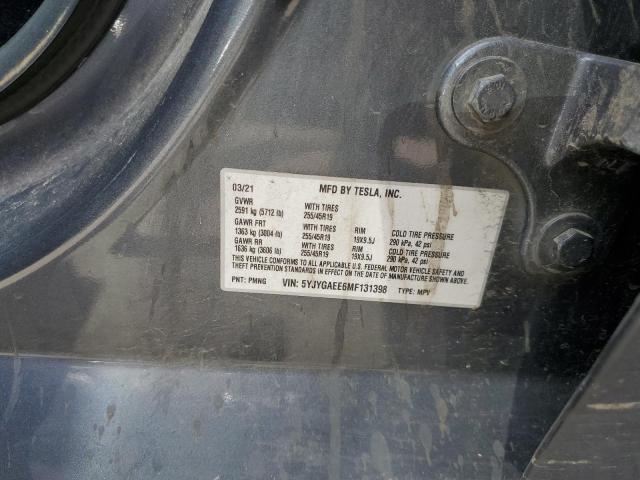 03/21 MFD BY TESLA, INC.
GVWR WITH TIRES
2591 kg (5712 lb) 255/45R19
GAWR FRT WITH TIRES RIM COLD TIRE PRESSURE
1363 kg (3004 lb) 255/45R19 19X9.5J 290 kPa, 42 psi
GAWR RR WITH TIRES RIM COLD TIRE PRESSURE
1636 kg (3606 lb) 255/45R19 19X9.5J 290 kPa, 42 psi
THIS VEHICLE CONFORMS TO ALL APPLICABLE U.S. FEDERAL MOTOR VEHICLE SAFETY AND
THEFT PREVENTION STANDARDS IN EFFECT ON THE DATE OF MANUFACTURE SHOWN ABOVE.
PNT: PMNG VIN: 5YJYGAEE6MF131398 TYPE: MPV